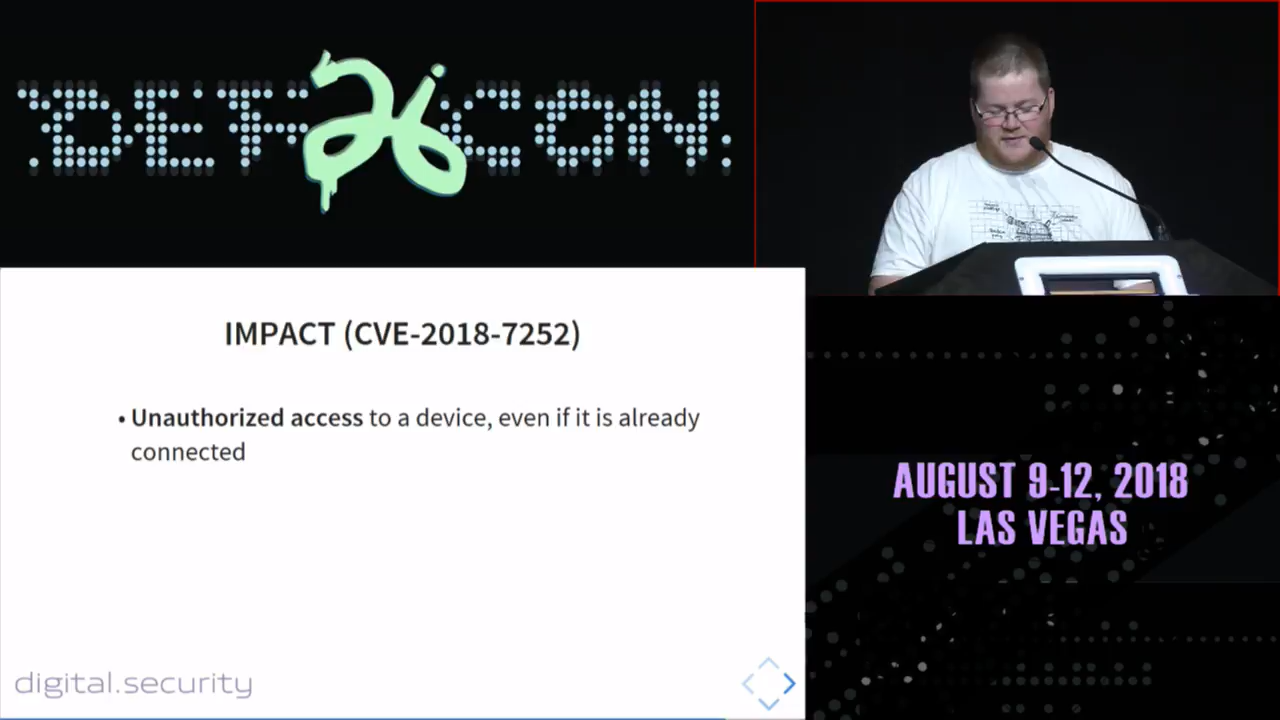 DEF 26 CON
IMPACT (CVE-2018-7252)
• Unauthorized access to a device, even if it is already
connected
digital.security
AUGUST 9-12, 2018
LAS VEGAS